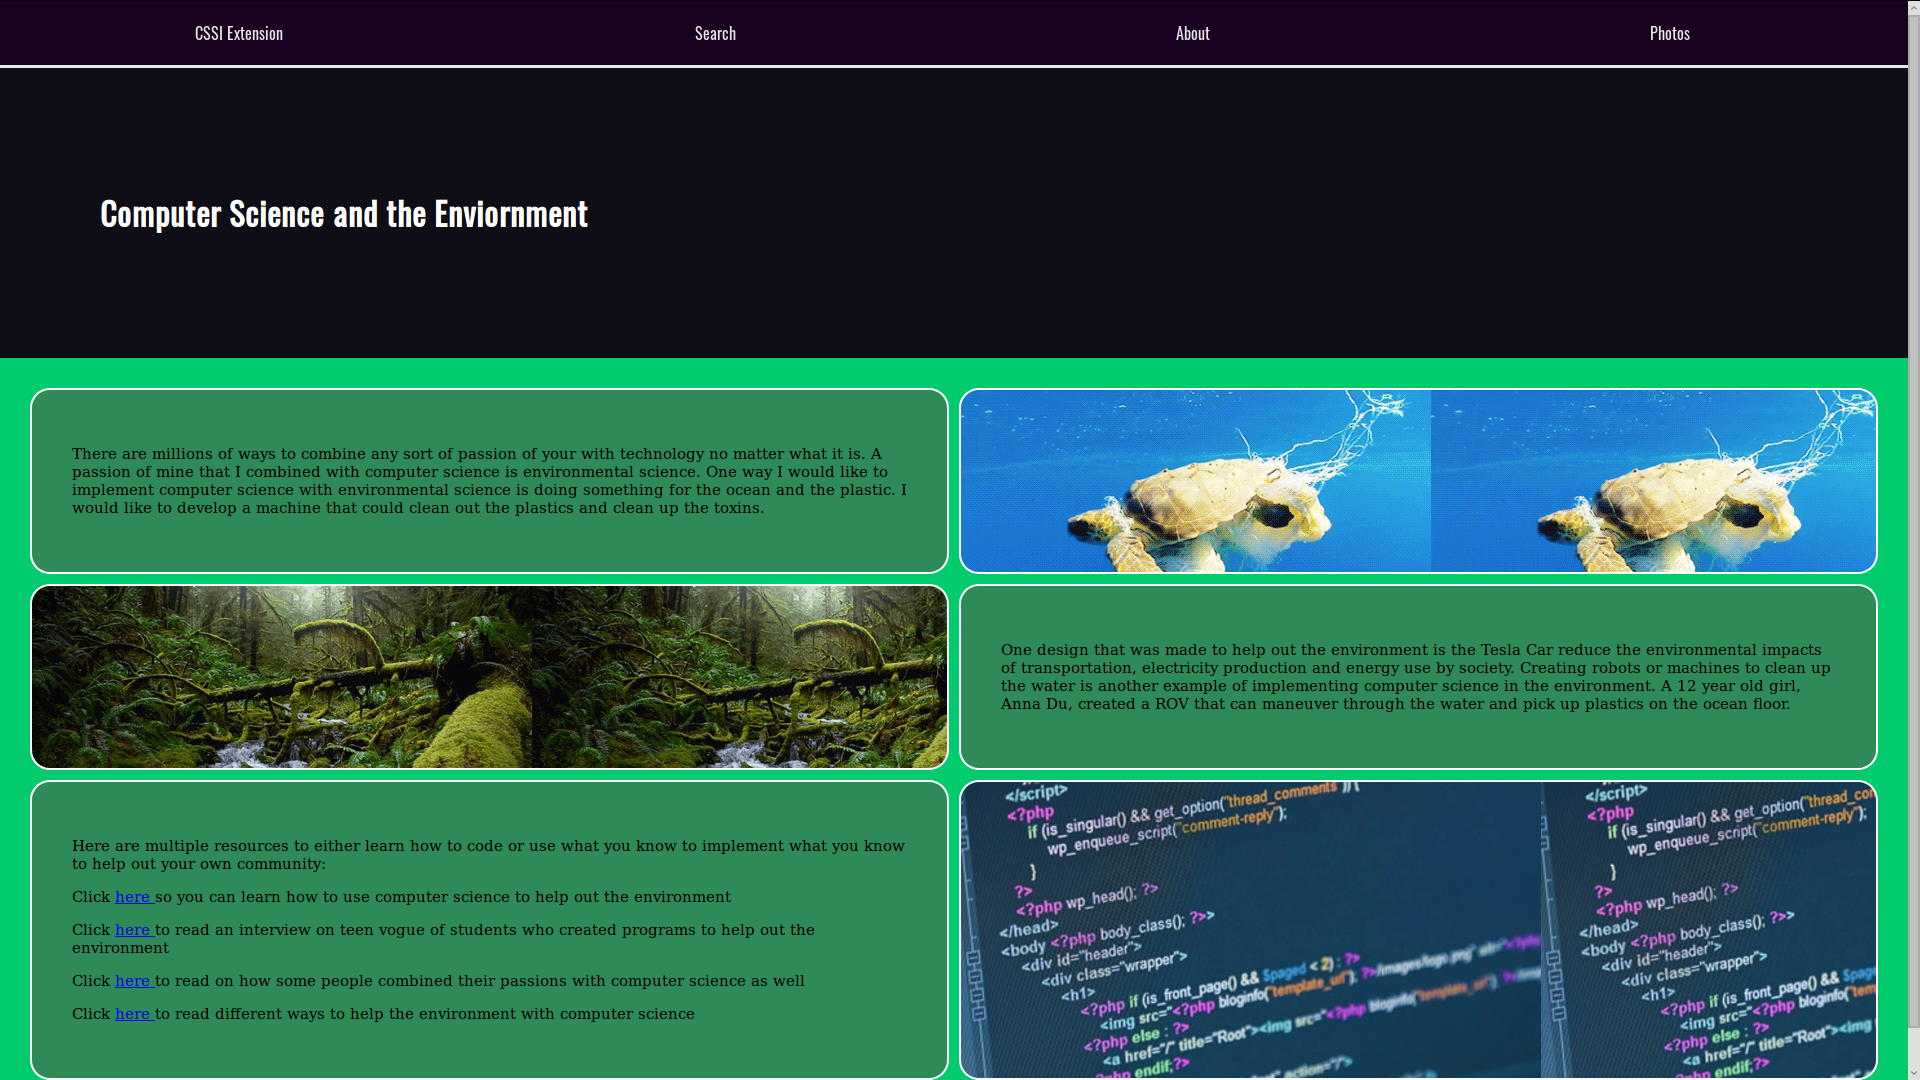 CSSI Extension
Search
About
Photos
Computer Science and the Enviornment
There are millions of ways to combine any sort of passion of your with technology no matter what it is. A
passion of mine that I combined with computer science is environmental science. One way I would like to
implement computer science with environmental science is doing something for the ocean and the plastic. I
would like to develop a machine that could clean out the plastics and clean up the toxins.
One design that was made to help out the environment is the Tesla Car reduce the environmental impacts
of transportation, electricity production and energy use by society. Creating robots or machines to clean up
the water is another example of implementing computer science in the environment. A 12 year old girl,
Anna Du, created a ROV that can maneuver through the water and pick up plastics on the ocean floor.
Here are multiple resources to either learn how to code or use what you know to implement what you know
to help out your own community:
Click here so you can learn how to use computer science to help out the environment
Click here to read an interview on teen vogue of students who created programs to help out the
environment
Click here to read on how some people combined their passions with computer science as well
Click here to read different ways to help the environment with computer science
</script>
<?php
if (is_singular() && get_option("thread_comments")) {
wp_enqueue_script("comment-reply");
}
?>
<?php wp_head(); ?>
</head>
<body <?php body_class(); ?>>
<div id="header">
<div class="wrapper">
<h1>
<?php if (is_front_page() && $paged < 2) : ?>
<img src="<?php bloginfo("template_url"); ?>/images/logo.png"
<?php else : ?>
<a href="/" title="Root"><img src="<?php bloginfo("template_url"); ?>
<?php endif;?>
</script>
<?php
if (is_singular() && get_option("thread_
wp_enqueue_script("comment-reply");
}
?>
<?php wp_head(); ?>
</head>
<body <?php body_class(); ?>>
<div id="header">
<div class="wrapper">
<h1>
<?php if (is_front_page() &&
<img src="<?php bloginfo(
<?php else : ?>
<a href="/" title="Root"><img
<?php endif;?>